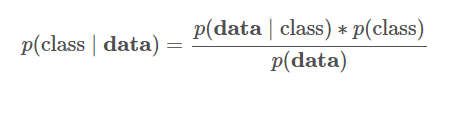 p(class | data) = p(data | class) * p(class) / p(data)